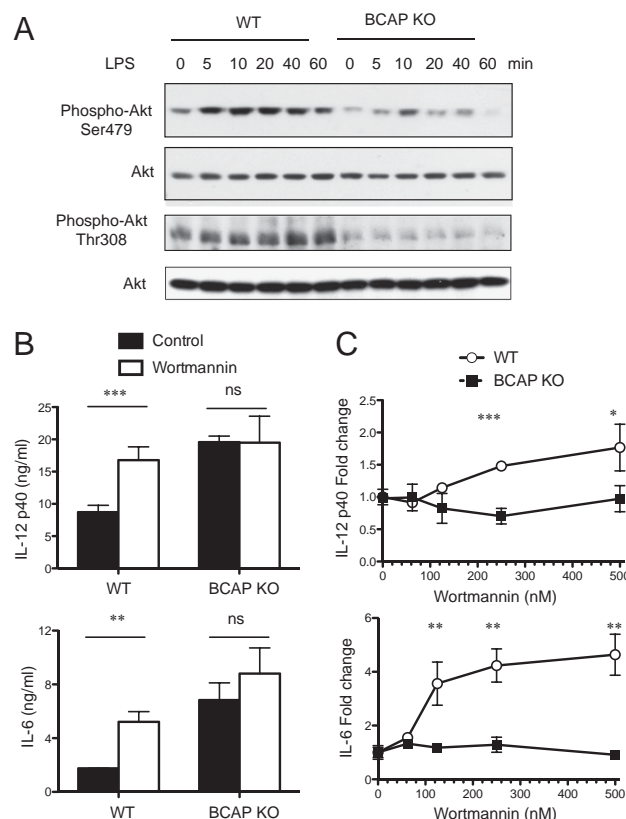 A
WT BCAP KO
LPS 0 5 10 20 40 60 0 5 10 20 40 60 min
Phospho-Akt
Ser479
Akt
Phospho-Akt
Thr308
Akt
B
Control
Wortmannin
*** ns
25
20
15
10
5
0
IL-12 p40 (ng/ml)
WT BCAP KO
** ns
12
8
4
0
IL-6 (ng/ml)
WT BCAP KO
C
WT
BCAP KO
*** *
2.5
2.0
1.5
1.0
0.5
0.0
IL-12 p40 Fold change
0 100 200 300 400 500
Wortmannin (nM)
** ** **
6
4
2
0
IL-6 Fold change
0 100 200 300 400 500
Wortmannin (nM)